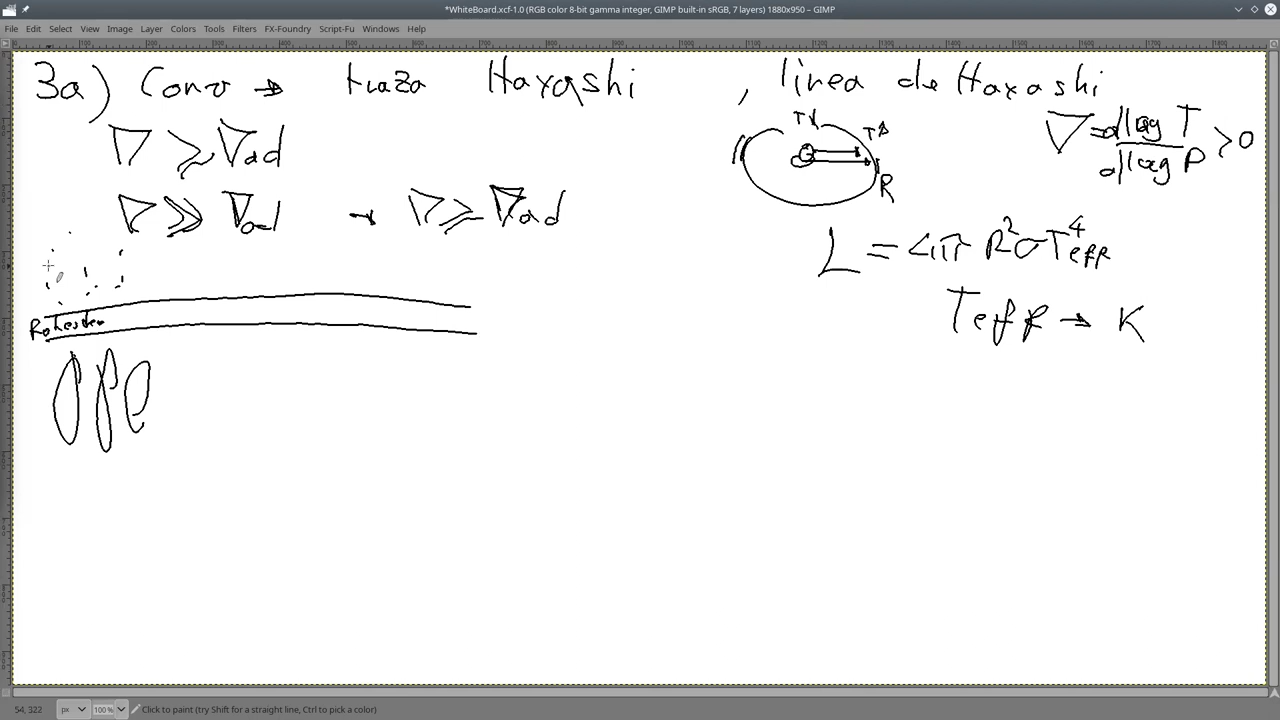 *WhiteBoard.xcf-1.0 (RGB color 8-bit gamma integer, GIMP built-in sRGB, 7 layers) 1880x950 – GIMP
File Edit Select View Image Layer Colors Tools Filters FX-Foundry Script-Fu Windows Help
3a) Conv → traza Hayashi , línea de Hayashi
∇ ⩾ ∇ad
∇ ≫ ∇ad → ∇ ⩾ ∇ad
R
∇ = dlog T / dlog P > 0
L = 4π R² σ T⁴eff
Teff → K
54, 322 px 100 % Click to paint (try Shift for a straight line, Ctrl to pick a color)